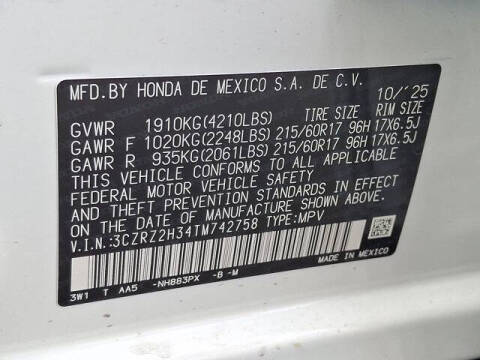 MFD.BY HONDA DE MEXICO S.A. DE C.V. 10/'25
TIRE SIZE RIM SIZE
GVWR 1910KG(4210LBS)
GAWR F 1020KG(2248LBS) 215/60R17 96H 17X6.5J
GAWR R 935KG(2061LBS) 215/60R17 96H 17X6.5J
THIS VEHICLE CONFORMS TO ALL APPLICABLE
FEDERAL MOTOR VEHICLE SAFETY, BUMPER, AND
THEFT PREVENTION STANDARDS IN EFFECT ON
THE DATE OF MANUFACTURE SHOWN ABOVE.
V.I.N.:3CZRZ2H34TM742758 TYPE:MPV
3W1 T AA5 -NH883PX -B -M MADE IN MEXICO